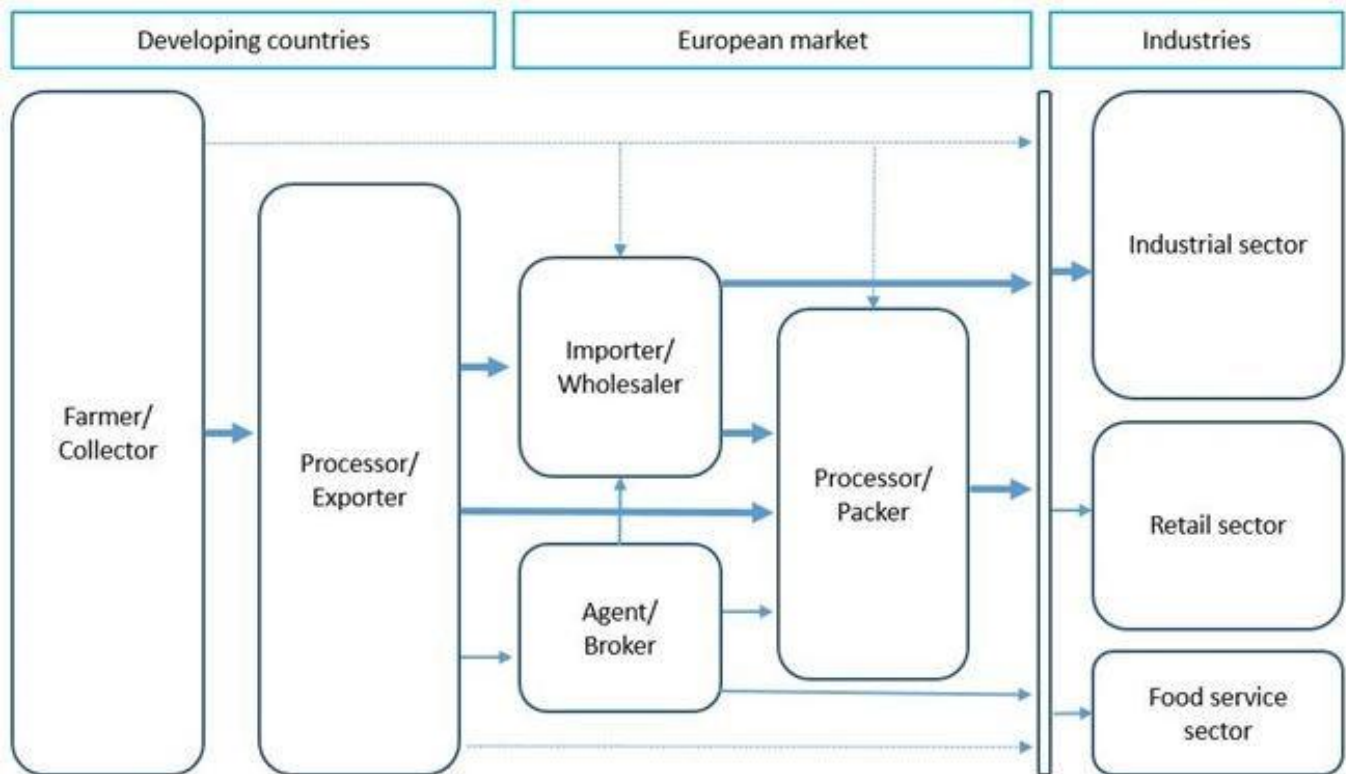 Developing countries
European market
Industries
Farmer/
Collector
Processor/
Exporter
Importer/
Wholesaler
Agent/
Broker
Processor/
Packer
Industrial sector
Retail sector
Food service
sector